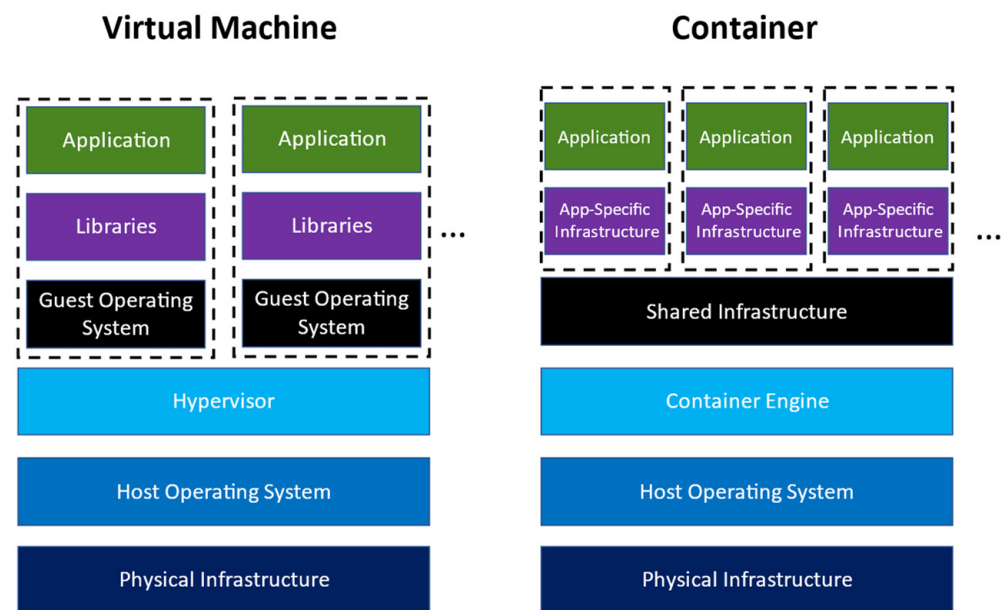 Virtual Machine
Application
Application
Libraries
Libraries
...
Guest Operating
System
Guest Operating
System
Hypervisor
Host Operating System
Physical Infrastructure
Container
Application
Application
Application
App-Specific
Infrastructure
App-Specific
Infrastructure
App-Specific
Infrastructure
...
Shared Infrastructure
Container Engine
Host Operating System
Physical Infrastructure